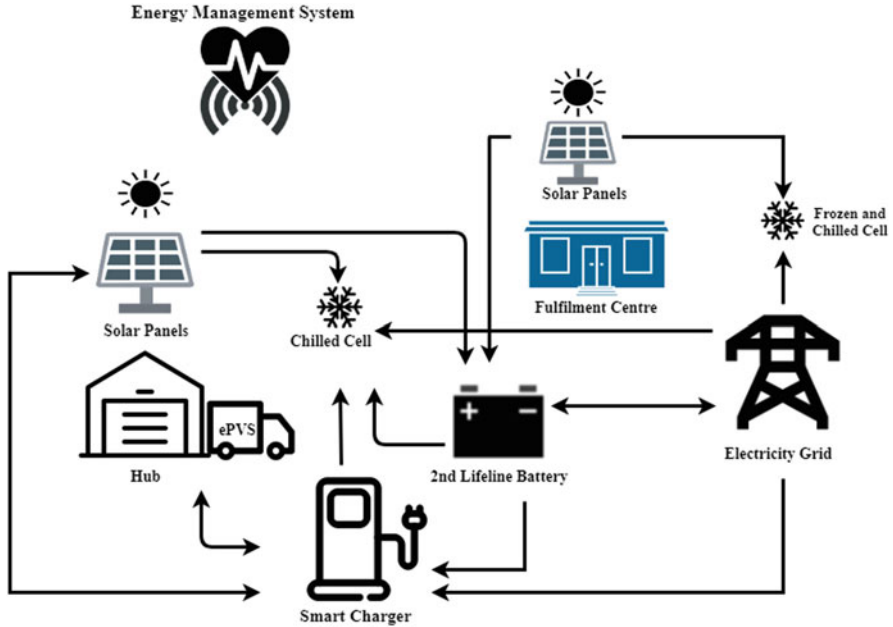 Energy Management System
Solar Panels
Frozen and
Chilled Cell
Fulfilment Centre
Solar Panels
Chilled Cell
ePVS
Hub
2nd Lifeline Battery
Electricity Grid
Smart Charger